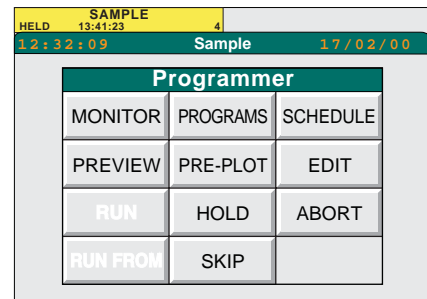 SAMPLE
HELD 13:41:23 4
12:32:09 Sample 17/02/00
Programmer
MONITOR PROGRAMS SCHEDULE
PREVIEW PRE-PLOT EDIT
RUN HOLD ABORT
RUN FROM SKIP